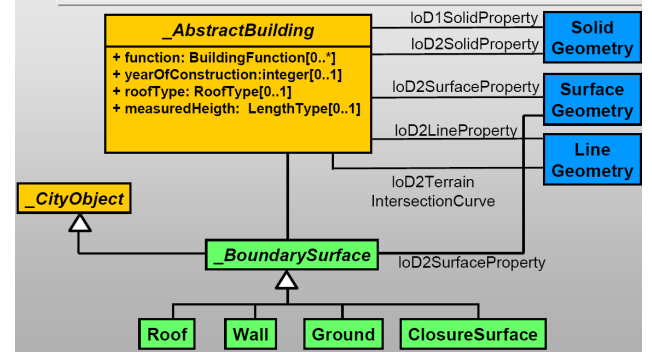 _AbstractBuilding
+ function: BuildingFunction[0..*]
+ yearOfConstruction:integer[0..1]
+ roofType: RoofType[0..1]
+ measuredHeigth:  LengthType[0..1]
loD1SolidProperty
loD2SolidProperty
Solid
Geometry
loD2SurfaceProperty
Surface
Geometry
loD2LineProperty
Line
Geometry
loD2Terrain
IntersectionCurve
_CityObject
_BoundarySurface
loD2SurfaceProperty
Roof
Wall
Ground
ClosureSurface